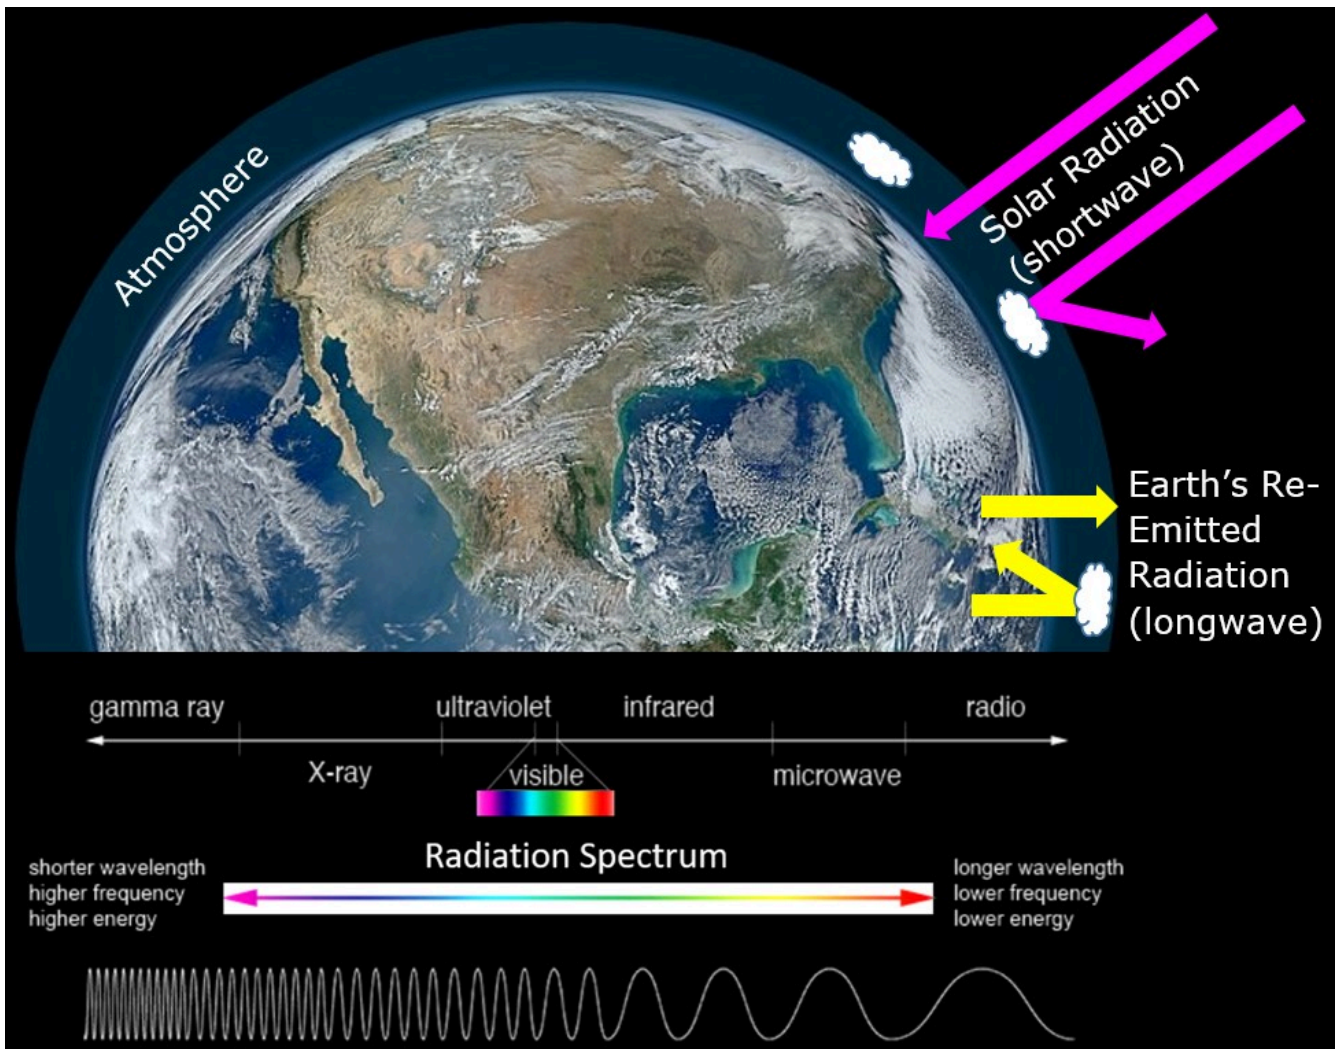 Atmosphere
Solar Radiation
(shortwave)
Earth's Re-
Emitted
Radiation
(longwave)
gamma ray
ultraviolet
infrared
radio
X-ray
visible
microwave
Radiation Spectrum
shorter wavelength
higher frequency
higher energy
longer wavelength
lower frequency
lower energy